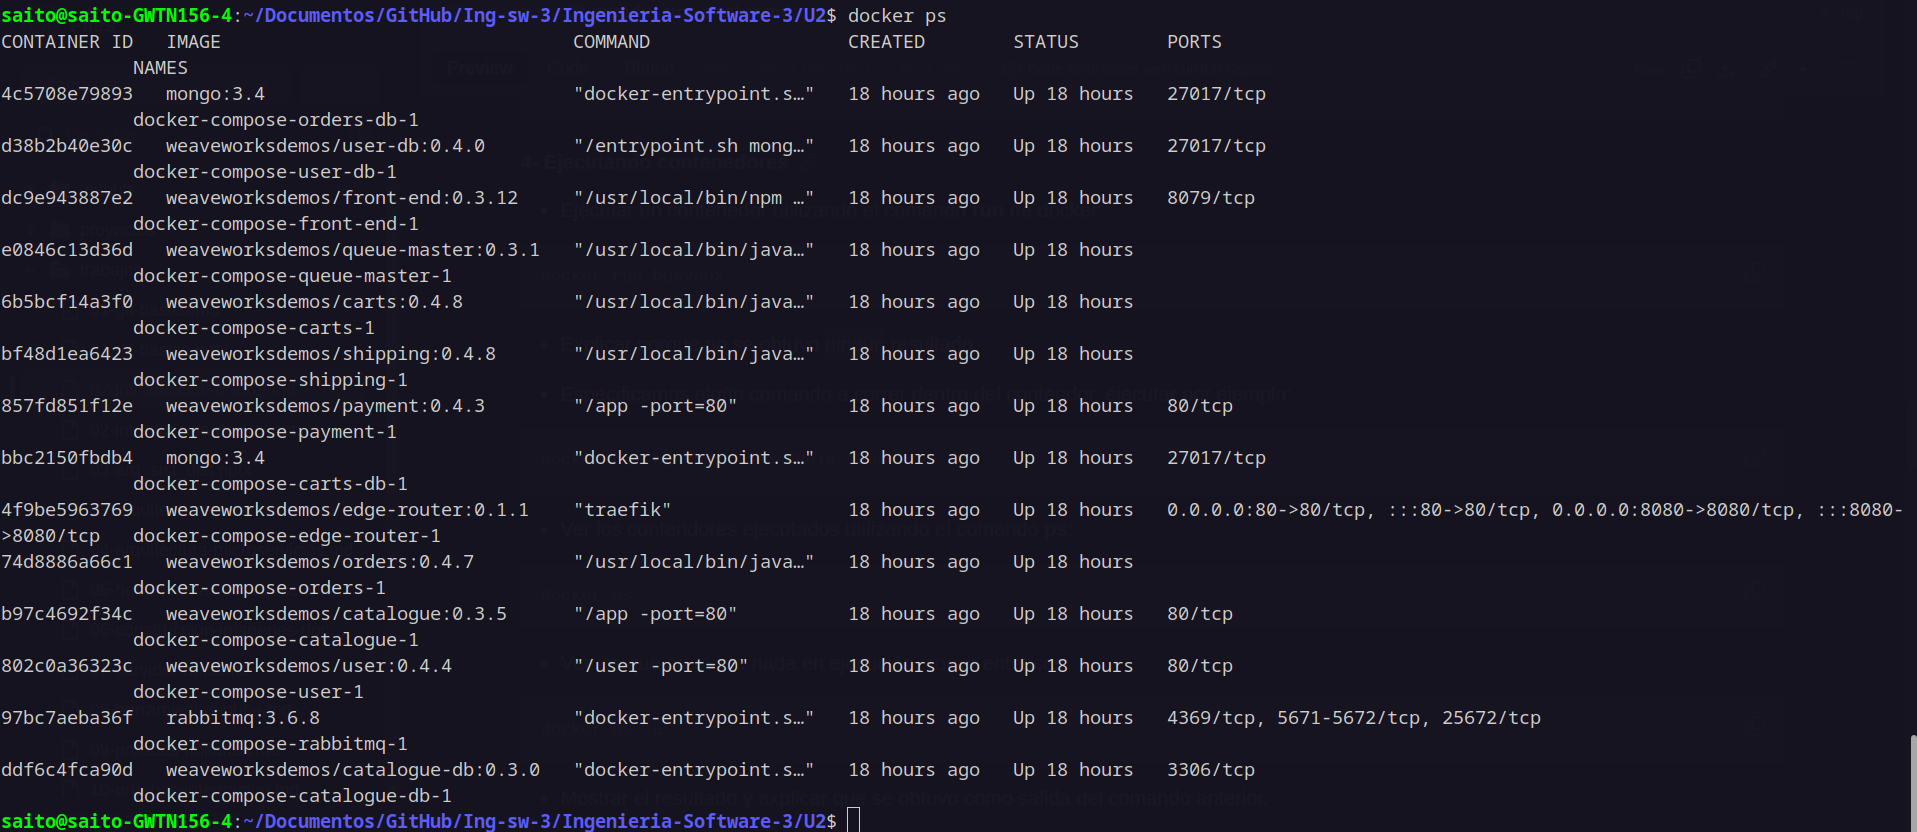 saito@saito-GWTN156-4:~/Documentos/GitHub/Ing-sw-3/Ingenieria-Software-3/U2$ docker ps
CONTAINER ID   IMAGE                                COMMAND                  CREATED        STATUS        PORTS
            NAMES
4c5708e79893   mongo:3.4                            "docker-entrypoint.s…"   18 hours ago   Up 18 hours   27017/tcp
            docker-compose-orders-db-1
d38b2b40e30c   weaveworksdemos/user-db:0.4.0        "/entrypoint.sh mong…"   18 hours ago   Up 18 hours   27017/tcp
            docker-compose-user-db-1
dc9e943887e2   weaveworksdemos/front-end:0.3.12     "/usr/local/bin/npm …"   18 hours ago   Up 18 hours   8079/tcp
            docker-compose-front-end-1
e0846c13d36d   weaveworksdemos/queue-master:0.3.1   "/usr/local/bin/java…"   18 hours ago   Up 18 hours
            docker-compose-queue-master-1
6b5bcf14a3f0   weaveworksdemos/carts:0.4.8          "/usr/local/bin/java…"   18 hours ago   Up 18 hours
            docker-compose-carts-1
bf48d1ea6423   weaveworksdemos/shipping:0.4.8       "/usr/local/bin/java…"   18 hours ago   Up 18 hours
            docker-compose-shipping-1
857fd851f12e   weaveworksdemos/payment:0.4.3        "/app -port=80"          18 hours ago   Up 18 hours   80/tcp
            docker-compose-payment-1
bbc2150fbdb4   mongo:3.4                            "docker-entrypoint.s…"   18 hours ago   Up 18 hours   27017/tcp
            docker-compose-carts-db-1
4f9be5963769   weaveworksdemos/edge-router:0.1.1    "traefik"                18 hours ago   Up 18 hours   0.0.0.0:80->80/tcp, :::80->80/tcp, 0.0.0.0:8080->8080/tcp, :::8080-
>8080/tcp   docker-compose-edge-router-1
74d8886a66c1   weaveworksdemos/orders:0.4.7         "/usr/local/bin/java…"   18 hours ago   Up 18 hours
            docker-compose-orders-1
b97c4692f34c   weaveworksdemos/catalogue:0.3.5      "/app -port=80"          18 hours ago   Up 18 hours   80/tcp
            docker-compose-catalogue-1
802c0a36323c   weaveworksdemos/user:0.4.4           "/user -port=80"         18 hours ago   Up 18 hours   80/tcp
            docker-compose-user-1
97bc7aeba36f   rabbitmq:3.6.8                       "docker-entrypoint.s…"   18 hours ago   Up 18 hours   4369/tcp, 5671-5672/tcp, 25672/tcp
            docker-compose-rabbitmq-1
ddf6c4fca90d   weaveworksdemos/catalogue-db:0.3.0   "docker-entrypoint.s…"   18 hours ago   Up 18 hours   3306/tcp
            docker-compose-catalogue-db-1
saito@saito-GWTN156-4:~/Documentos/GitHub/Ing-sw-3/Ingenieria-Software-3/U2$